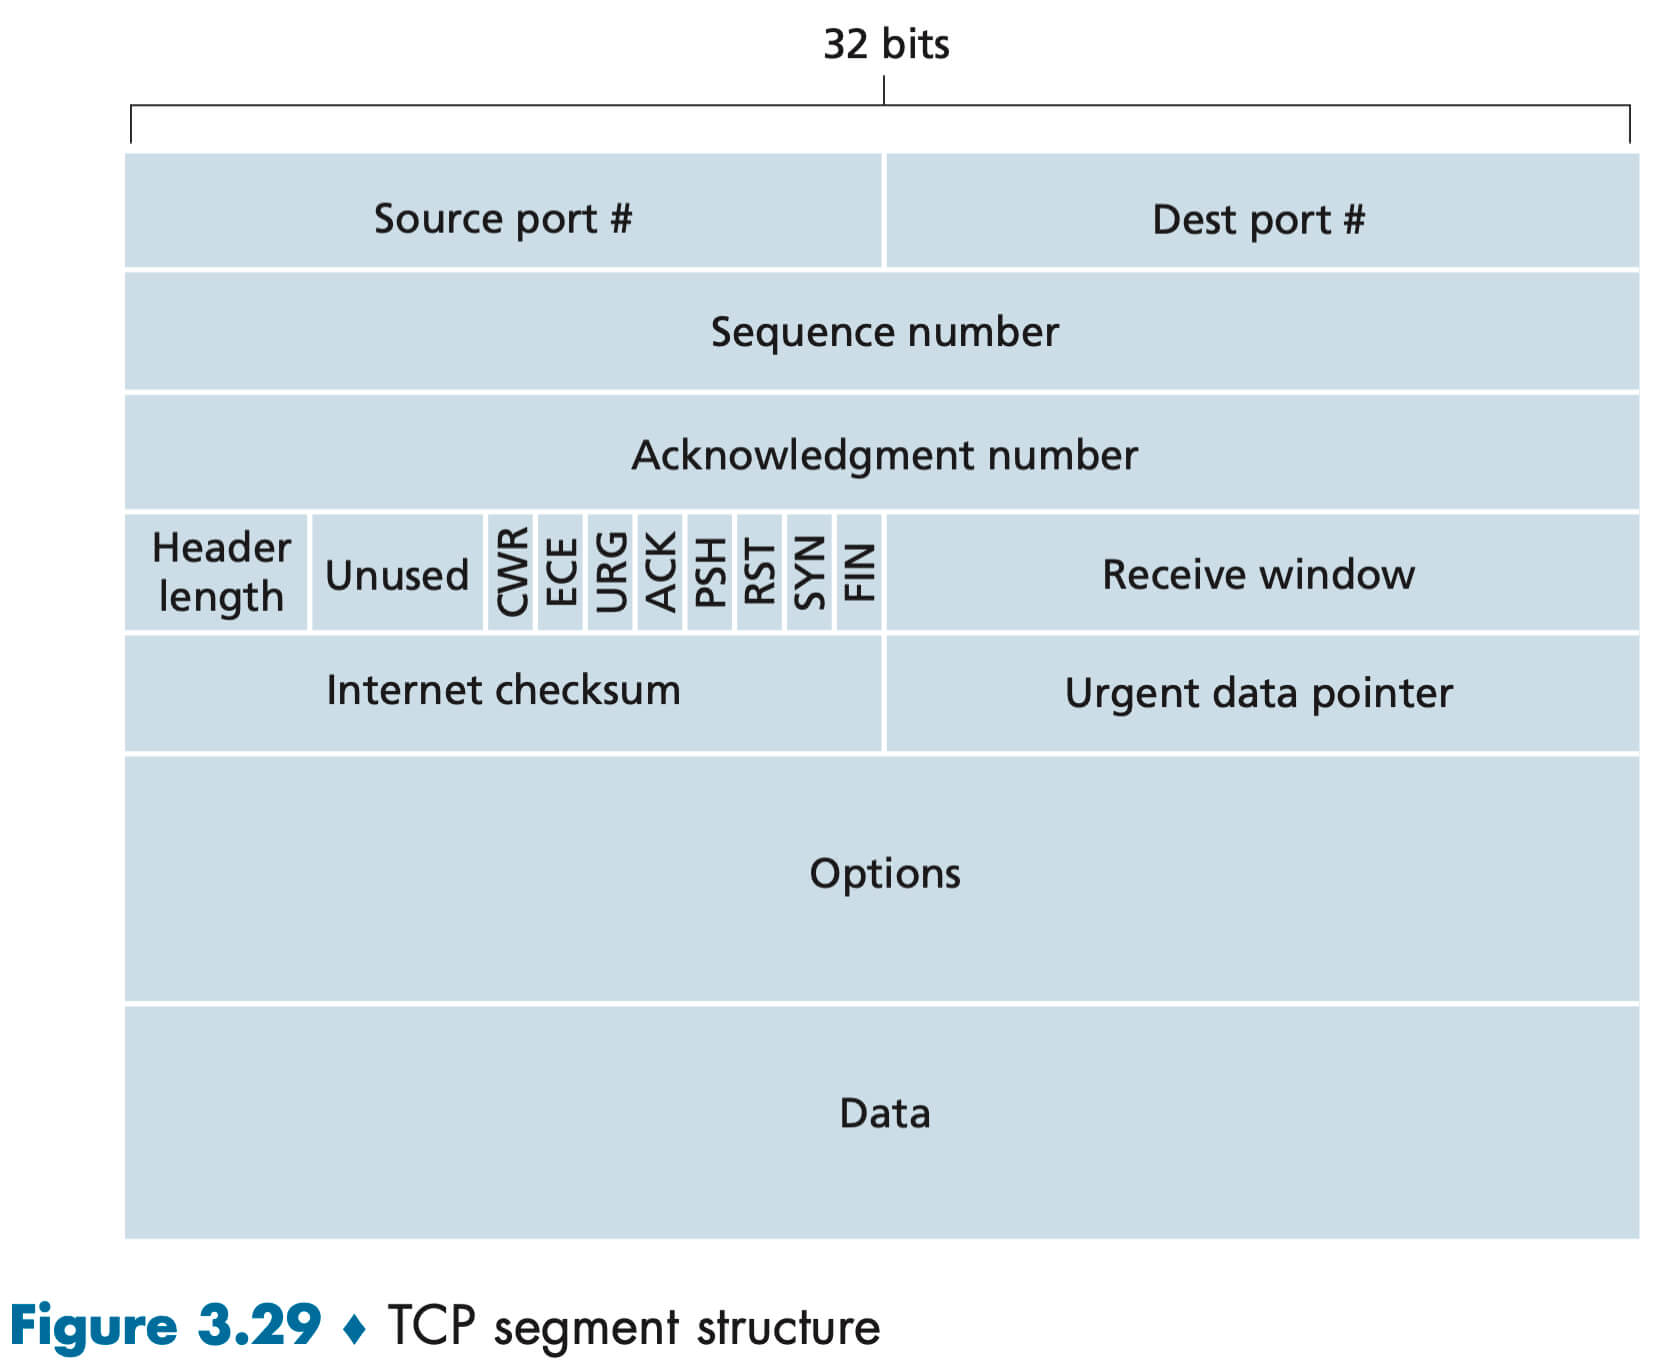 32 bits
Source port #
Dest port #
Sequence number
Acknowledgment number
Header
length
Unused
CWR
ECE
URG
ACK
PSH
RST
SYN
FIN
Receive window
Internet checksum
Urgent data pointer
Options
Data
Figure 3.29 ♦ TCP segment structure